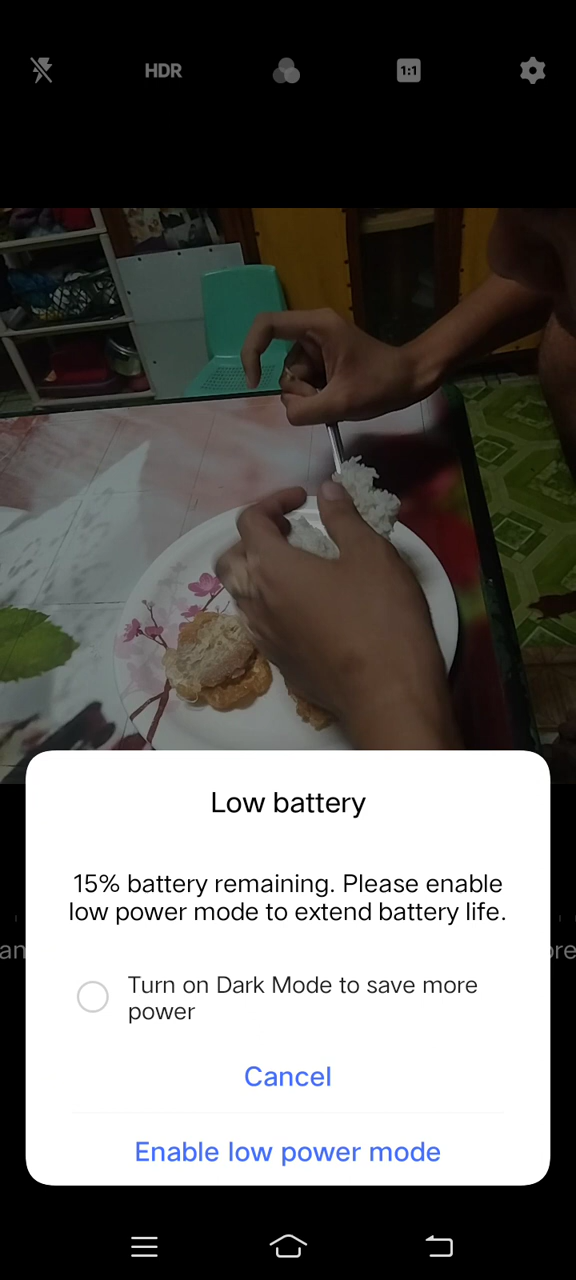 HDR
1:1
Low battery
15% battery remaining. Please enable
low power mode to extend battery life.
Turn on Dark Mode to save more
power
Cancel
Enable low power mode